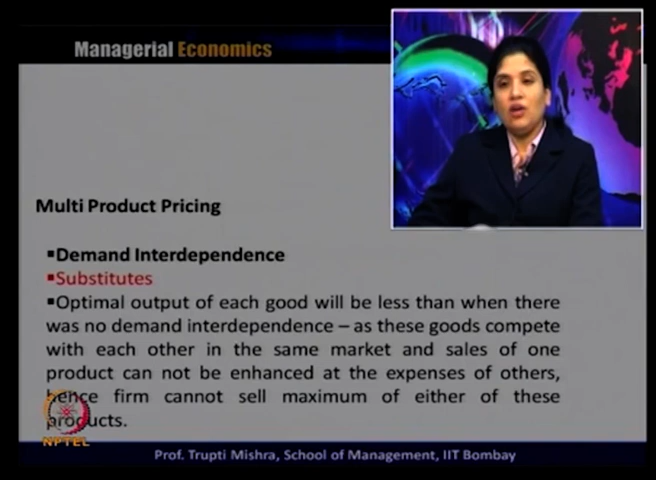 Managerial Economics
Multi Product Pricing
▪Demand Interdependence
▪Substitutes
▪Optimal output of each good will be less than when there
was no demand interdependence – as these goods compete
with each other in the same market and sales of one
product can not be enhanced at the expenses of others,
hence firm cannot sell maximum of either of these
products.
NPTEL
Prof. Trupti Mishra, School of Management, IIT Bombay